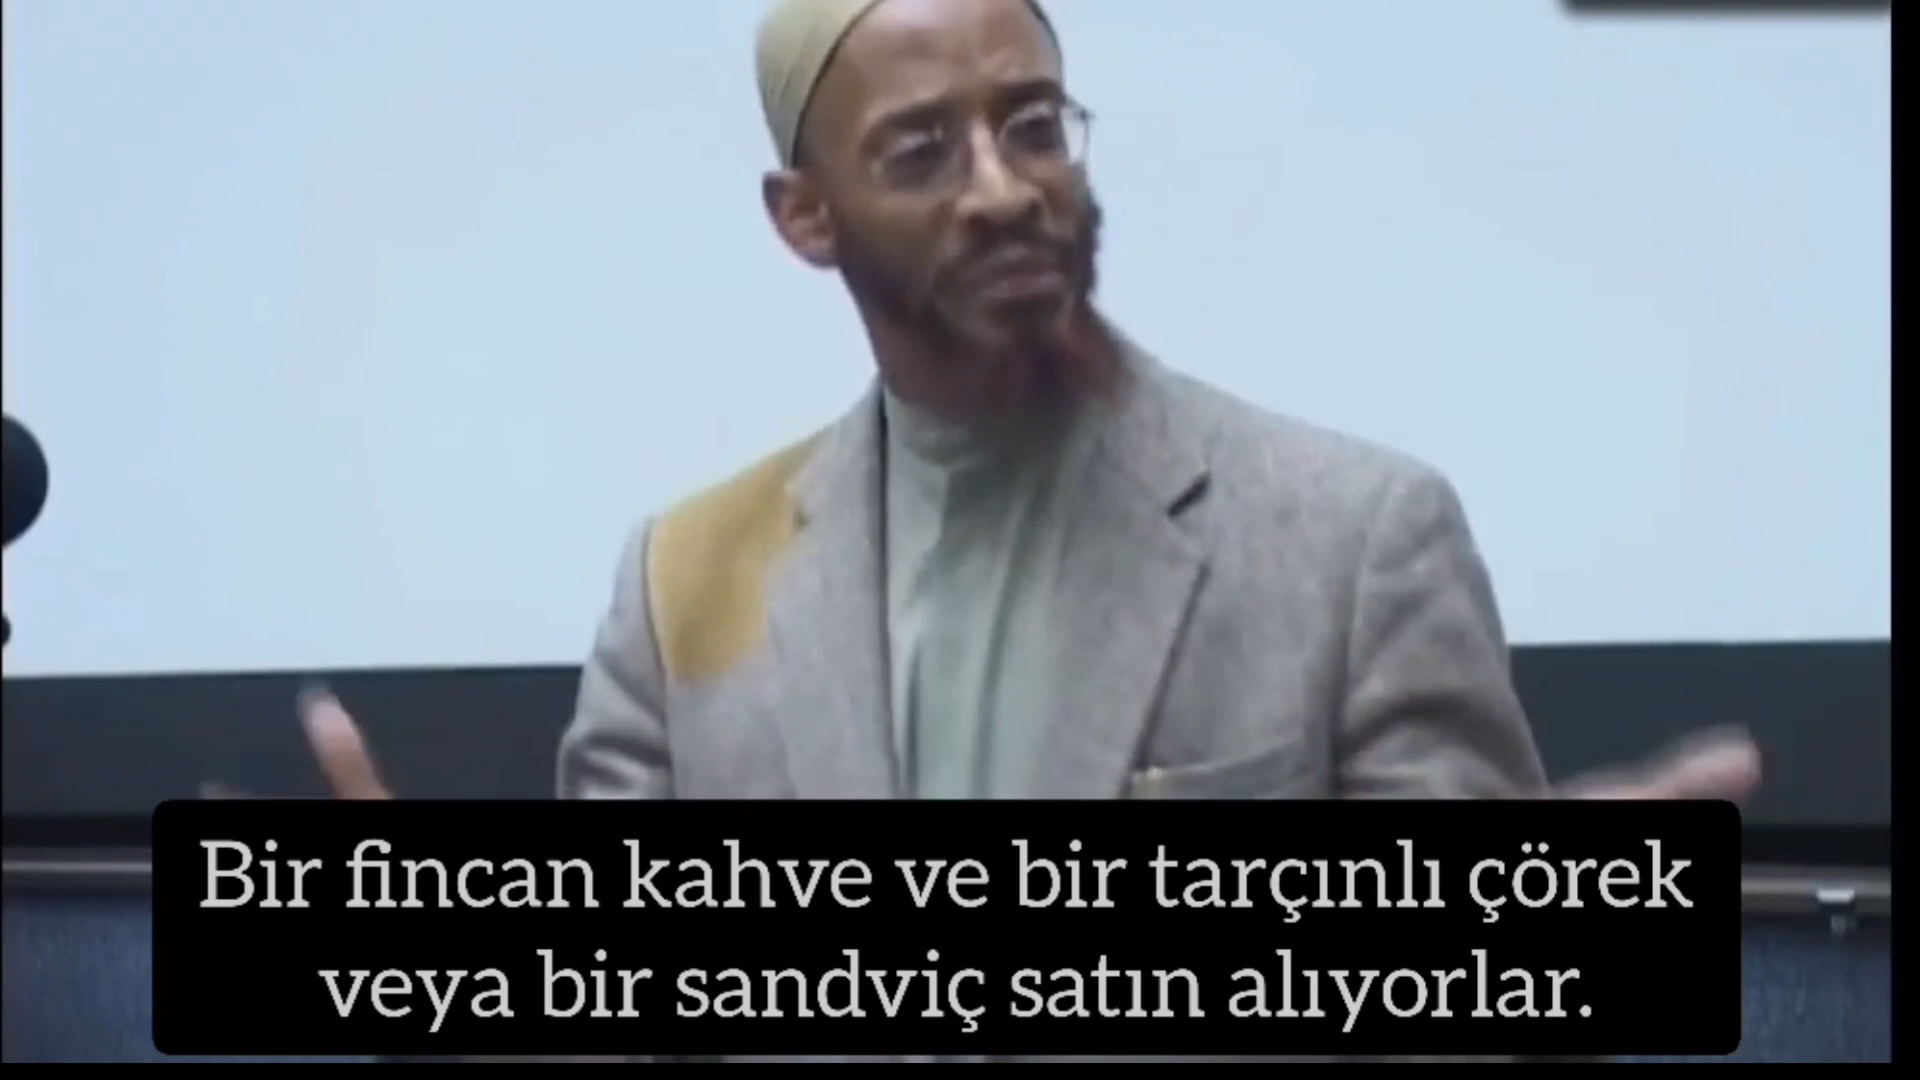 Bir fincan kahve ve bir tarçınlı çörek
veya bir sandviç satın alıyorlar.